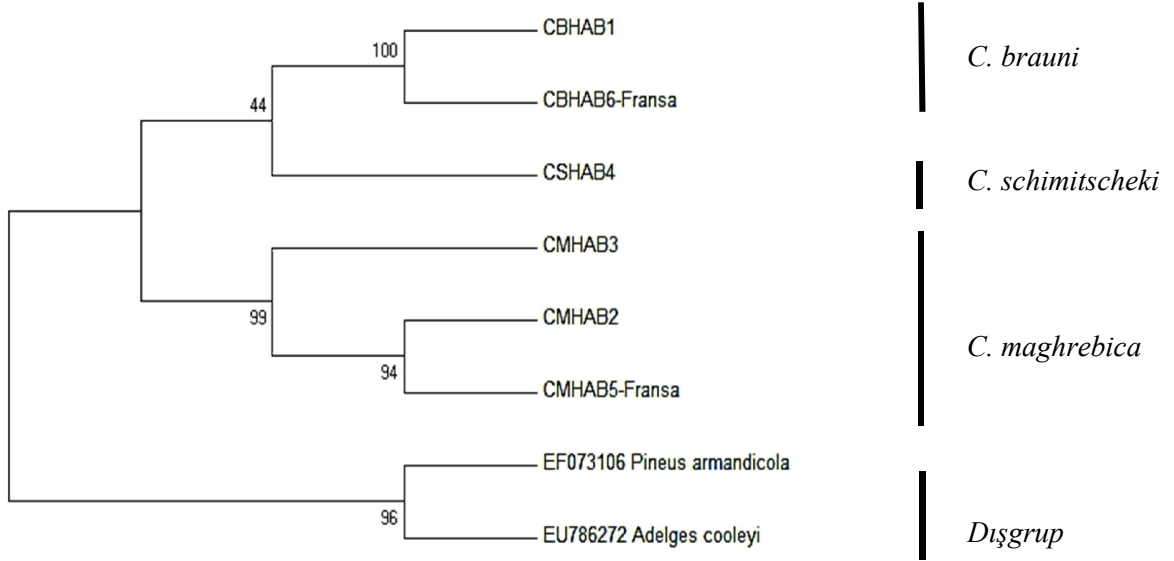 CBHAB1
100
C. brauni
CBHAB6-Fransa
44
CSHAB4
C. schimitscheki
CMHAB3
99
CMHAB2
C. maghrebica
94
CMHAB5-Fransa
EF073106 Pineus armandicola
96
EU786272 Adelges cooleyi
Dışgrup